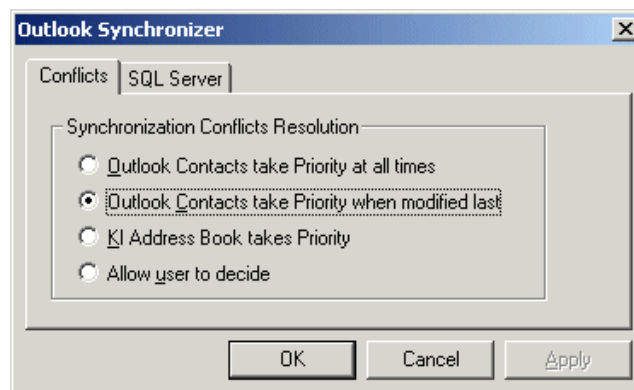 Outlook Synchronizer
Conflicts
SQL Server
Synchronization Conflicts Resolution
Outlook Contacts take Priority at all times
Outlook Contacts take Priority when modified last
KI Address Book takes Priority
Allow user to decide
OK
Cancel
Apply